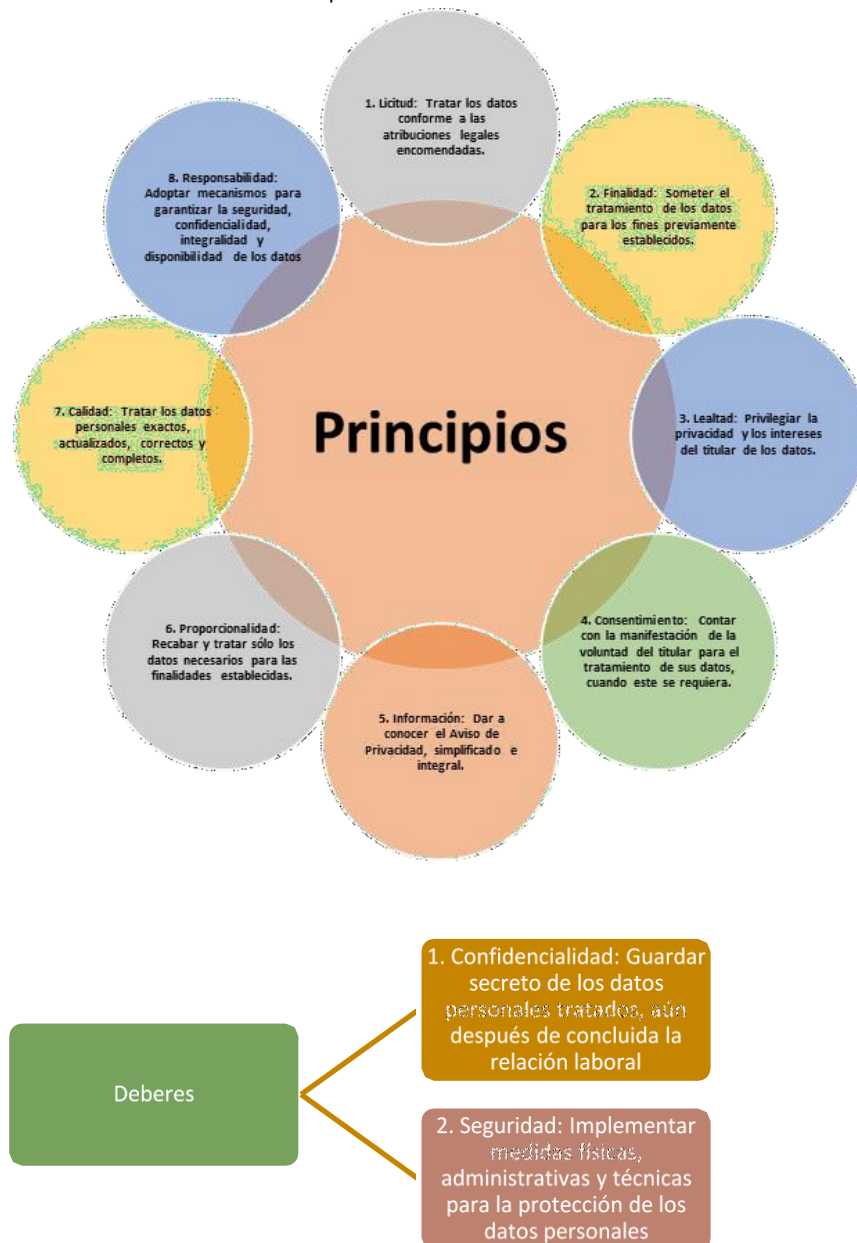 1. Licitud: Tratar los datos
conforme a las
atribuciones legales
encomendadas.
2. Finalidad: Someter el
tratamiento de los datos
para los fines previamente
establecidos.
3. Lealtad: Privilegiar la
privacidad y los intereses
del titular de los datos.
4. Consentimiento: Contar
con la manifestación de la
voluntad del titular para el
tratamiento de sus datos,
cuando este se requiera.
5. Información: Dar a
conocer el Aviso de
Privacidad, simplificado e
integral.
6. Proporcionalidad:
Recabar y tratar sólo los
datos necesarios para las
finalidades establecidas.
7. Calidad: Tratar los datos
personales exactos,
actualizados, correctos y
completos.
8. Responsabilidad:
Adoptar mecanismos para
garantizar la seguridad,
confidencialidad,
integralidad y
disponibilidad de los datos
Principios
Deberes
1. Confidencialidad: Guardar
secreto de los datos
personales tratados, aún
después de concluida la
relación laboral
2. Seguridad: Implementar
medidas físicas,
administrativas y técnicas
para la protección de los
datos personales